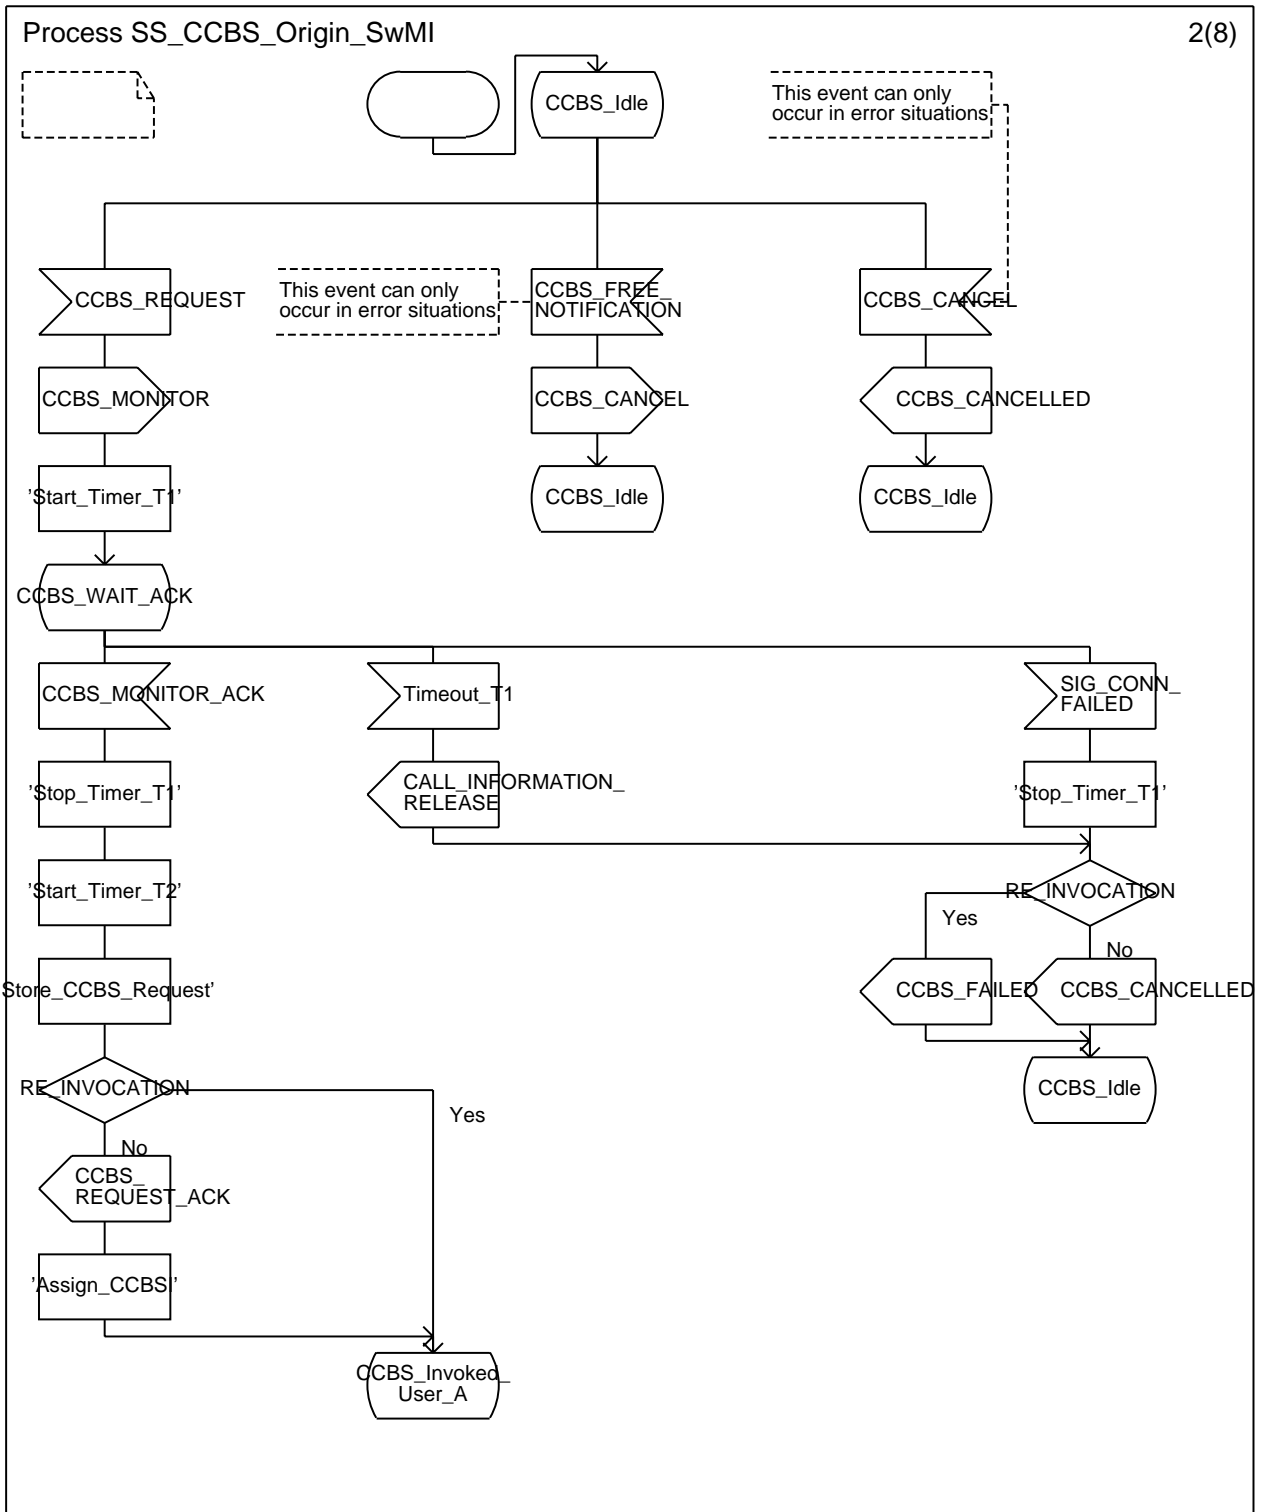 Process SS_CCBS_Origin_SwMI
2(8)
CCBS_Idle
This event can only
occur in error situations
CCBS_REQUEST
This event can only
occur in error situations
CCBS_FREE_
NOTIFICATION
CCBS_CANCEL
CCBS_MONITOR
CCBS_CANCEL
CCBS_CANCELLED
'Start_Timer_T1'
CCBS_Idle
CCBS_Idle
CCBS_WAIT_ACK
CCBS_MONITOR_ACK
Timeout_T1
SIG_CONN_
FAILED
'Stop_Timer_T1'
CALL_INFORMATION_
RELEASE
'Stop_Timer_T1'
'Start_Timer_T2'
RE_INVOCATION
Yes
No
Store_CCBS_Request'
CCBS_FAILED
CCBS_CANCELLED
RE_INVOCATION
CCBS_Idle
Yes
No
CCBS_
REQUEST_ACK
'Assign_CCBSI'
CCBS_Invoked_
User_A